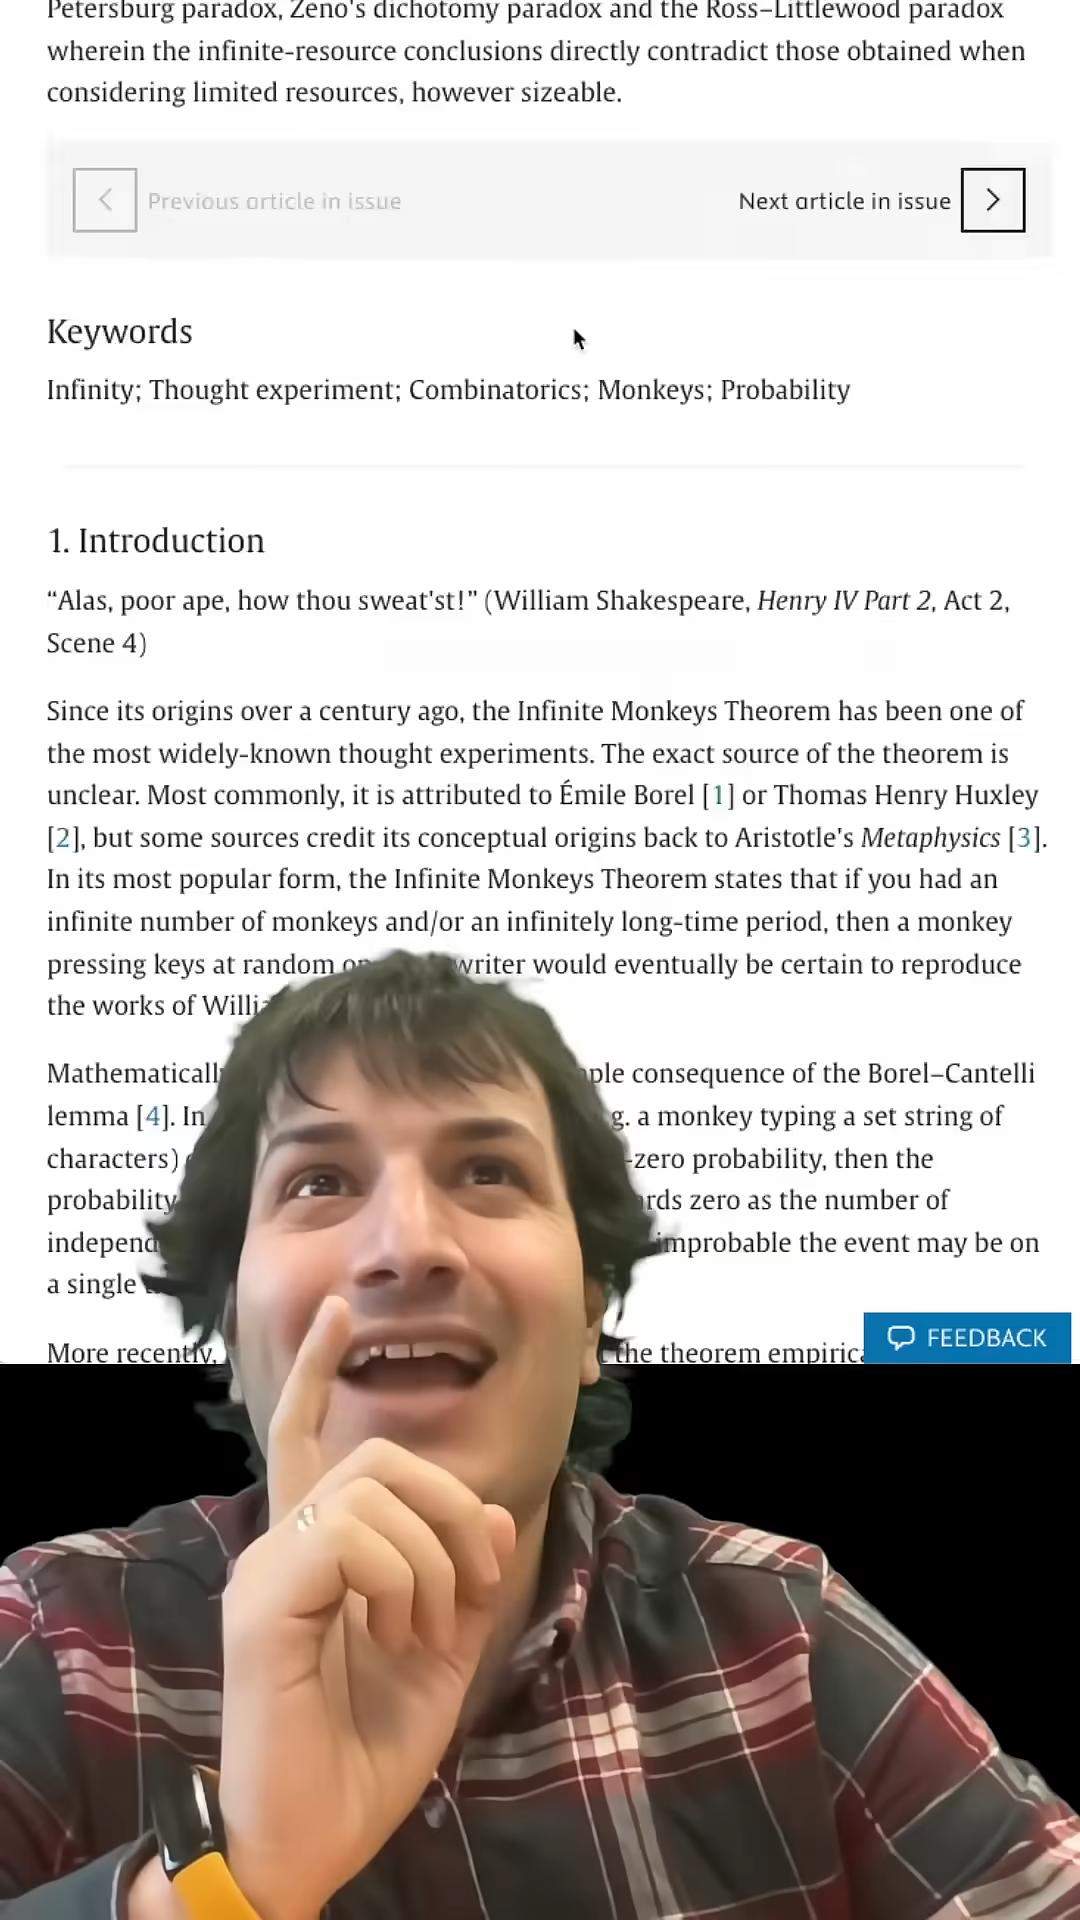 Petersburg paradox, Zeno's dichotomy paradox and the Ross–Littlewood paradox
wherein the infinite-resource conclusions directly contradict those obtained when
considering limited resources, however sizeable.
Previous article in issue
Next article in issue
Keywords
Infinity; Thought experiment; Combinatorics; Monkeys; Probability
1. Introduction
“Alas, poor ape, how thou sweat'st!” (William Shakespeare, Henry IV Part 2, Act 2,
Scene 4)
Since its origins over a century ago, the Infinite Monkeys Theorem has been one of
the most widely-known thought experiments. The exact source of the theorem is
unclear. Most commonly, it is attributed to Émile Borel [1] or Thomas Henry Huxley
[2], but some sources credit its conceptual origins back to Aristotle's Metaphysics [3].
In its most popular form, the Infinite Monkeys Theorem states that if you had an
infinite number of monkeys and/or an infinitely long-time period, then a monkey
pressing keys at random writer would eventually be certain to reproduce
the works of
consequence of the Borel–Cantelli
lemma [4]. In a monkey typing a set string of
characters) -zero probability, then the
probability zero as the number of
improbable the event may be on
a single
More recently, the theorem
FEEDBACK